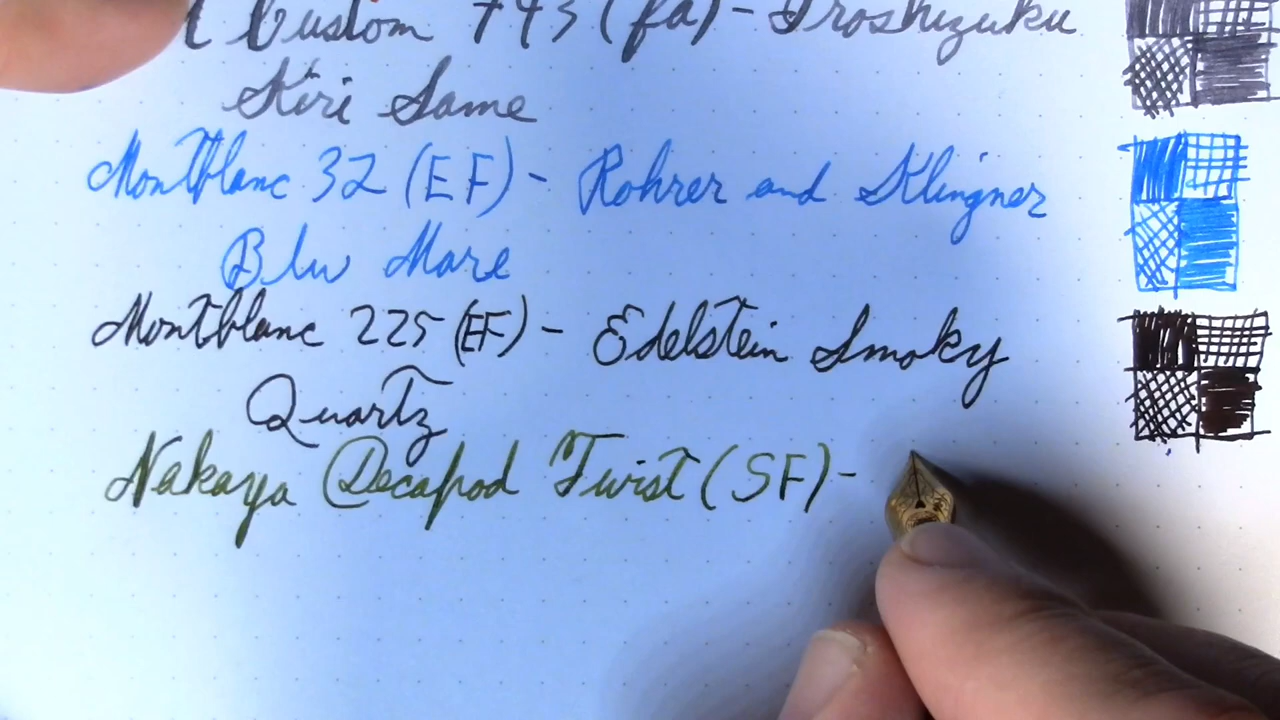 Custom 743 (fa) - Iroshizuku
Kiri Same
Montblanc 32 (EF) - Rohrer and Klingner
Blu Mare
Montblanc 225 (EF) - Edelstein Smoky
Quartz
Nakaya Decapod Twist (SF) -